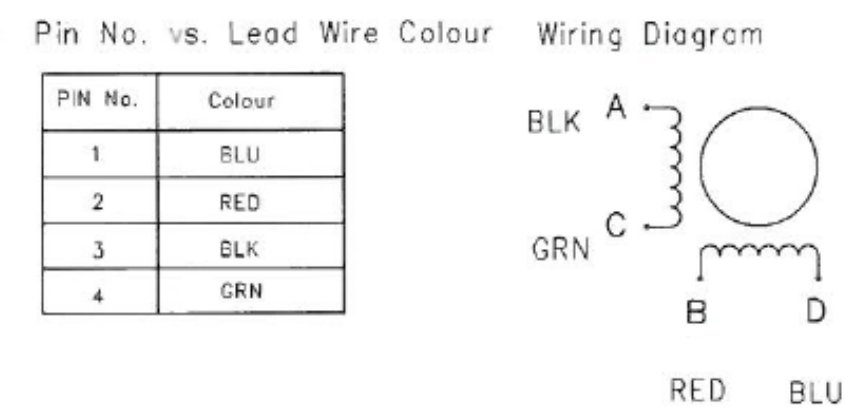 Pin No. vs. Lead Wire Colour
PIN No. Colour
1 BLU
2 RED
3 BLK
4 GRN
Wiring Diagram
BLK A
GRN C
B D
RED BLU